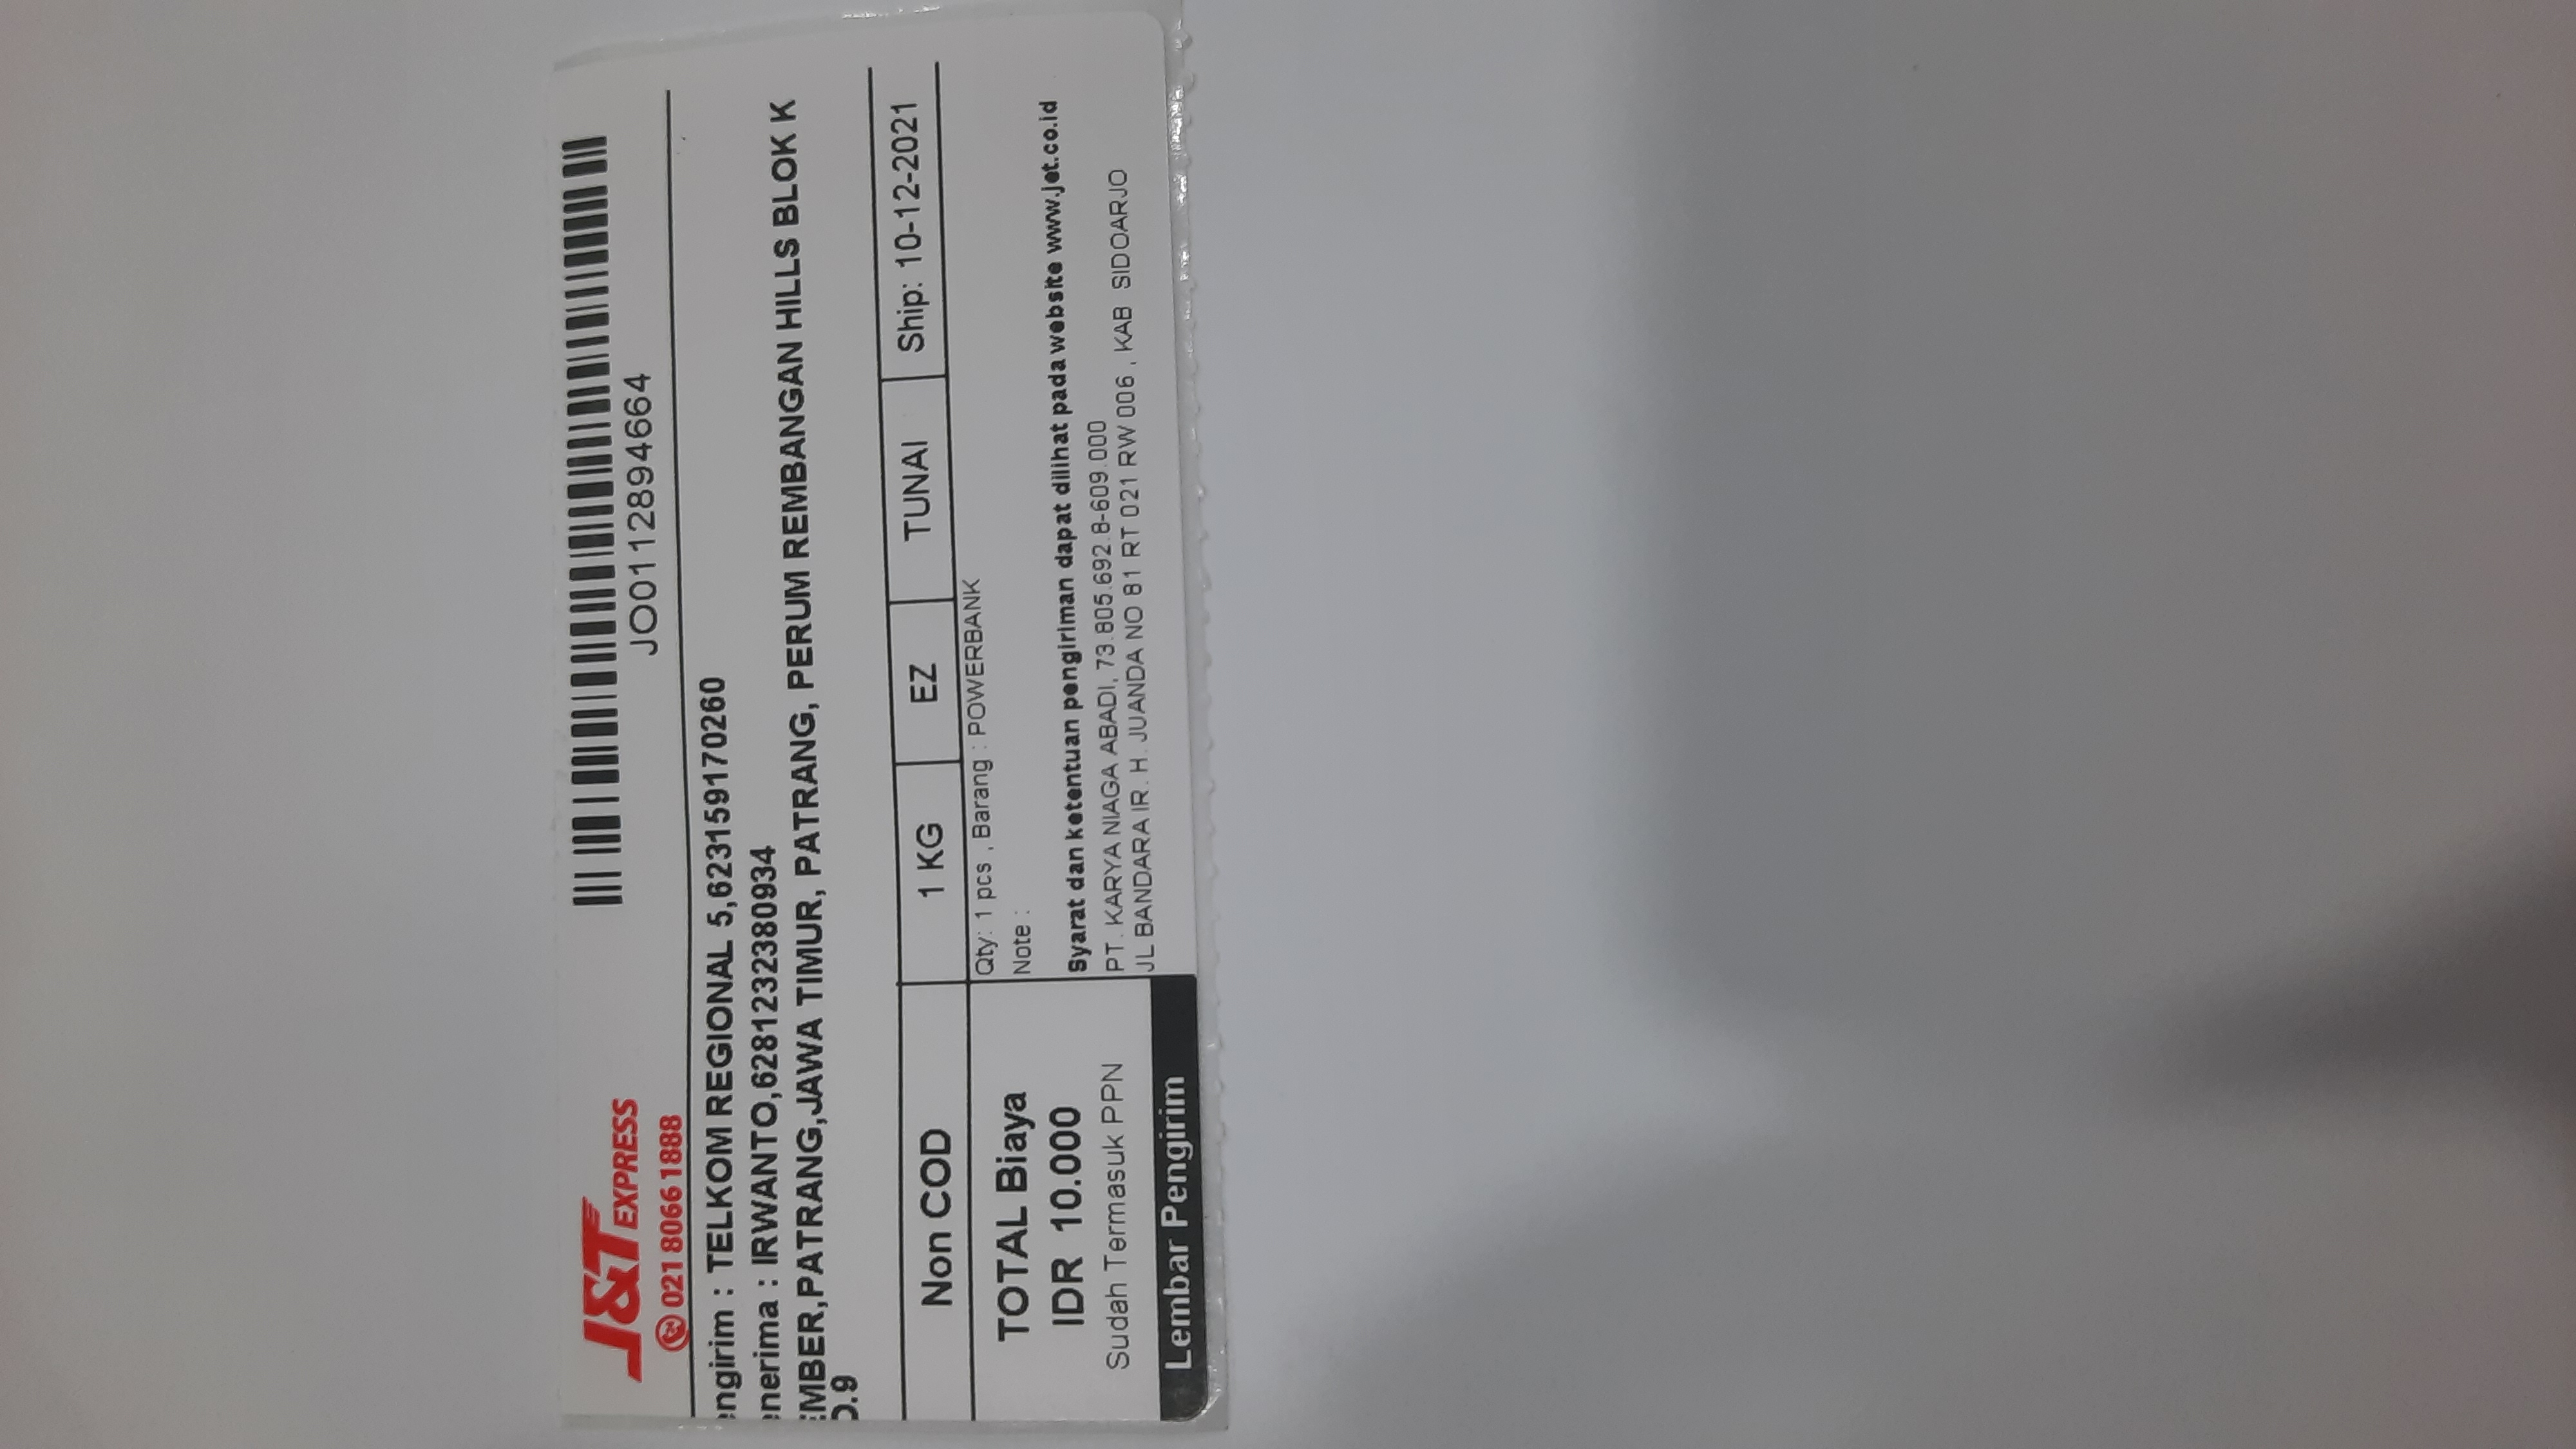 J&T EXPRESS
021 8066 1888
JO0112894664
engirim : TELKOM REGIONAL 5,623159170260
enerima : IRWANTO,6281232380934
EMBER,PATRANG,JAWA TIMUR, PATRANG, PERUM REMBANGAN HILLS BLOK K
O.9
Non COD
1 KG
EZ
TUNAI
Ship: 10-12-2021
TOTAL Biaya
IDR 10.000
Sudah Termasuk PPN
Lembar Pengirim
Qty: 1 pcs , Barang : POWERBANK
Note :
Syarat dan ketentuan pengiriman dapat dilihat pada website www.jet.co.id
PT. KARYA NIAGA ABADI, 73.805.692.8-609.000
JL BANDARA IR. H. JUANDA NO 81 RT 021 RW 006 , KAB SIDOARJO